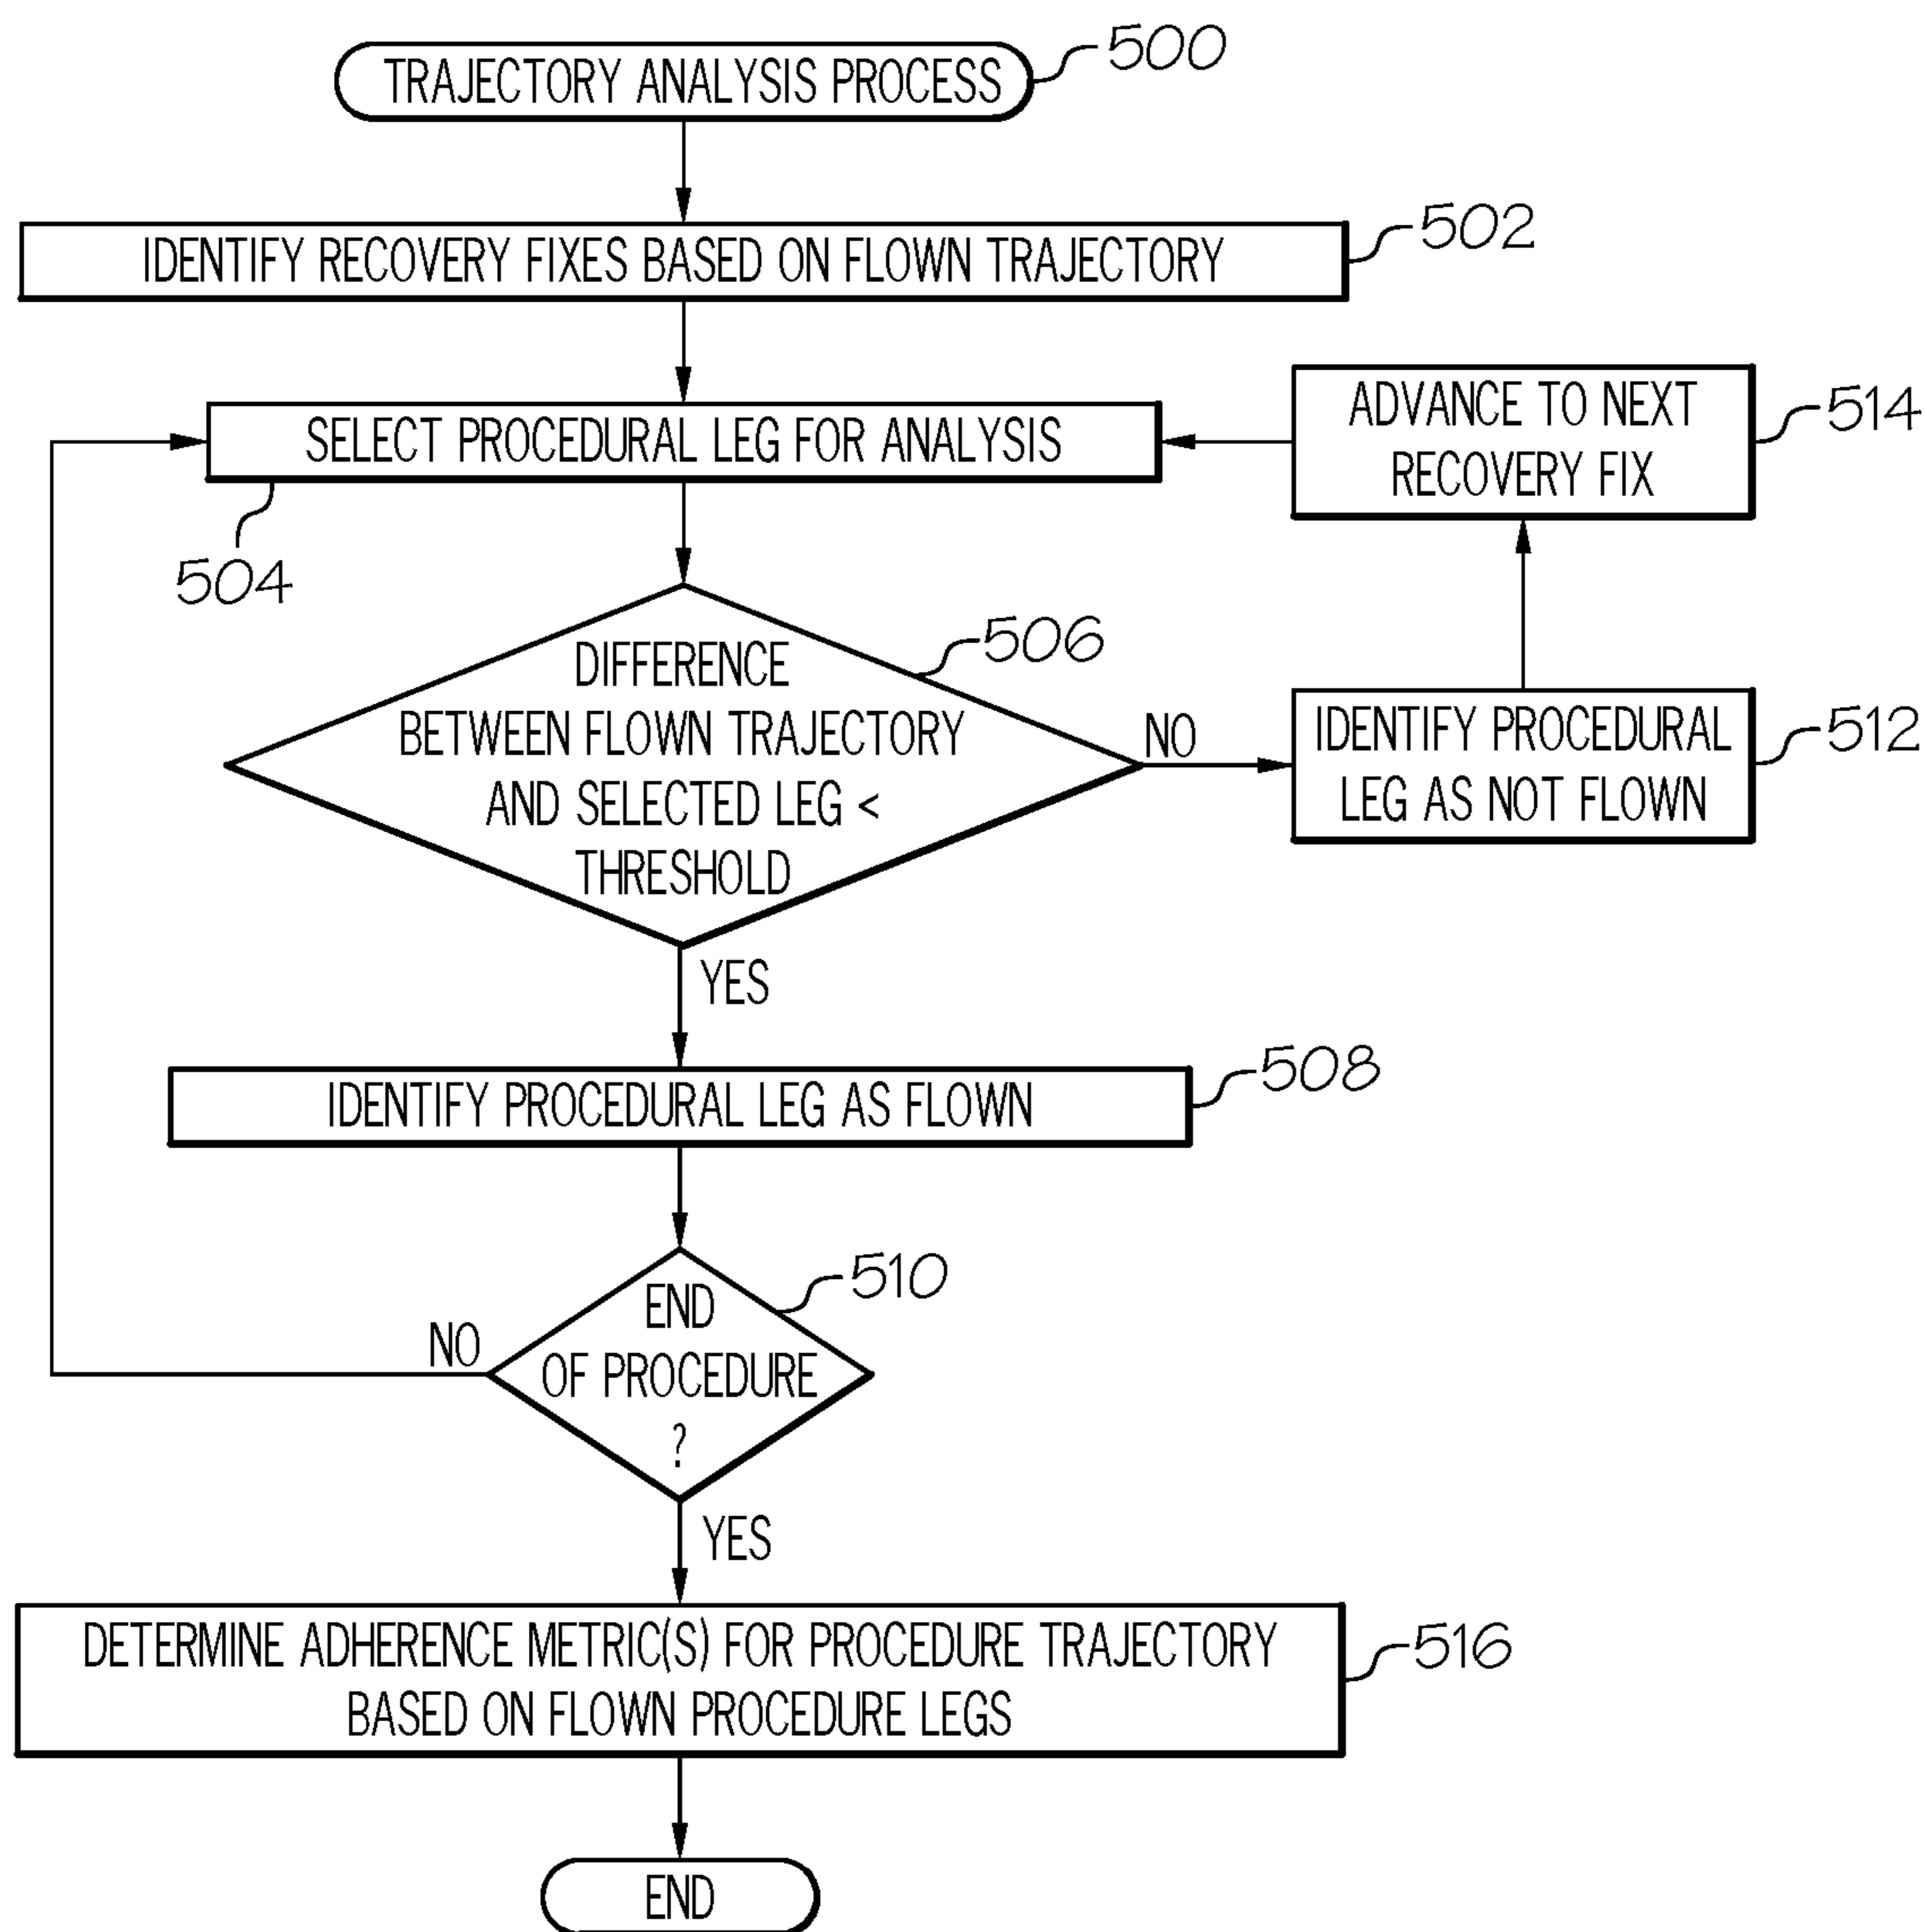 TRAJECTORY ANALYSIS PROCESS
500
IDENTIFY RECOVERY FIXES BASED ON FLOWN TRAJECTORY
502
SELECT PROCEDURAL LEG FOR ANALYSIS
504
ADVANCE TO NEXT
RECOVERY FIX
514
DIFFERENCE
BETWEEN FLOWN TRAJECTORY
AND SELECTED LEG <
THRESHOLD
506
NO
IDENTIFY PROCEDURAL
LEG AS NOT FLOWN
512
YES
IDENTIFY PROCEDURAL LEG AS FLOWN
508
END
OF PROCEDURE
?
510
NO
YES
DETERMINE ADHERENCE METRIC(S) FOR PROCEDURE TRAJECTORY
BASED ON FLOWN PROCEDURE LEGS
516
END